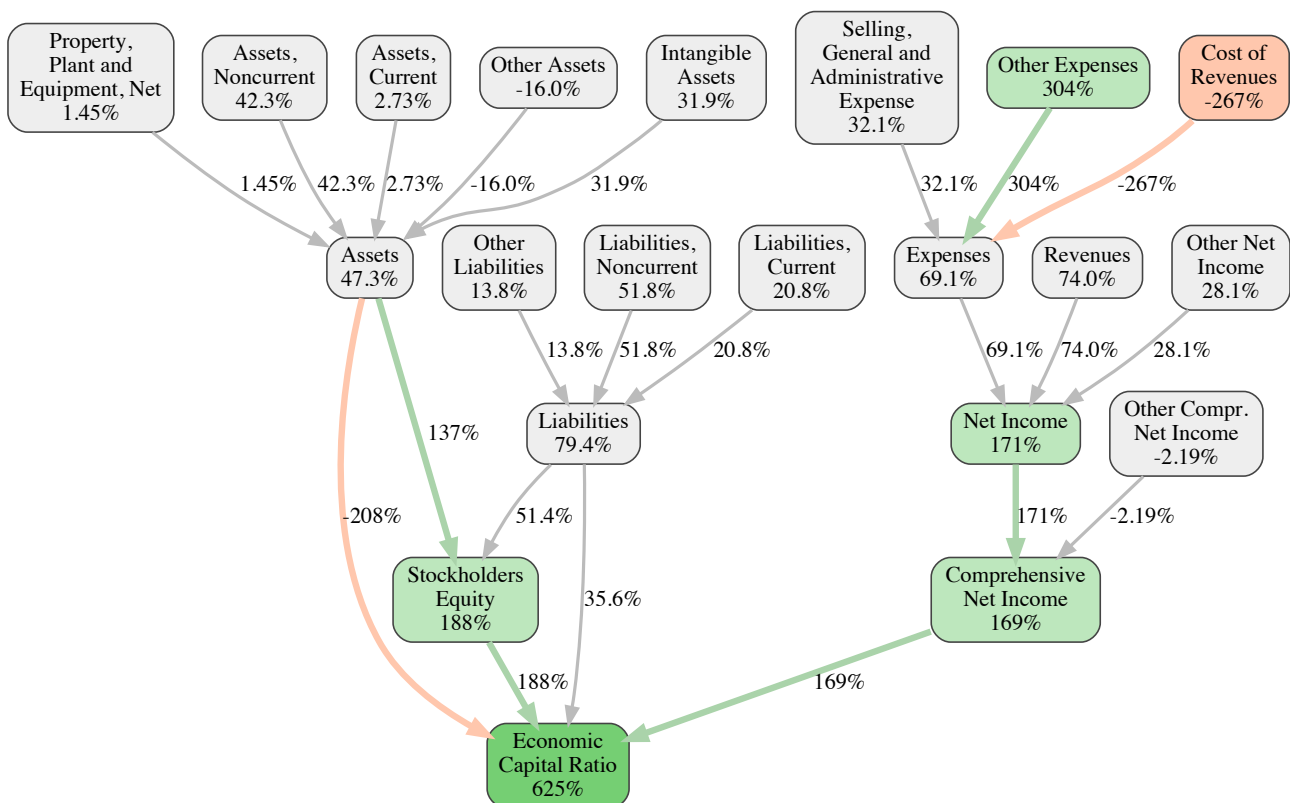 Property,
Plant and
Equipment, Net
1.45%
Assets,
Noncurrent
42.3%
Assets,
Current
2.73%
Other Assets
-16.0%
Intangible
Assets
31.9%
Selling,
General and
Administrative
Expense
32.1%
Other Expenses
304%
Cost of
Revenues
-267%
1.45%
42.3%
2.73%
-16.0%
31.9%
32.1%
304%
-267%
Assets
47.3%
Other
Liabilities
13.8%
Liabilities,
Noncurrent
51.8%
Liabilities,
Current
20.8%
Expenses
69.1%
Revenues
74.0%
Other Net
Income
28.1%
13.8%
51.8%
20.8%
69.1%
74.0%
28.1%
137%
Liabilities
79.4%
Net Income
171%
Other Compr.
Net Income
-2.19%
-208%
51.4%
171%
-2.19%
Stockholders
Equity
188%
35.6%
Comprehensive
Net Income
169%
188%
169%
Economic
Capital Ratio
625%